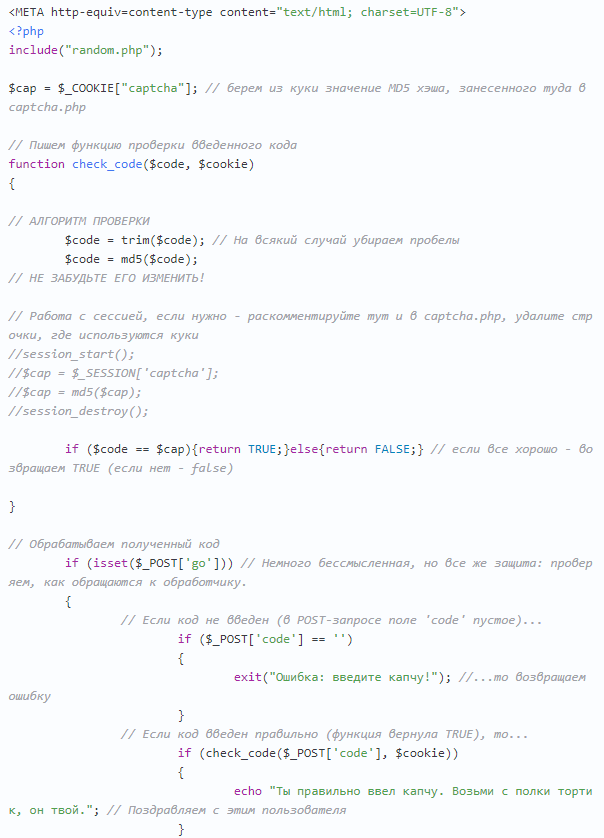 <META http-equiv=content-type content="text/html; charset=UTF-8">
<?php
include("random.php");
$cap = $_COOKIE["captcha"]; // берем из куки значение MD5 хэша, занесенного туда в
captcha.php
// Пишем функцию проверки введенного кода
function check_code($code, $cookie)
{
// АЛГОРИТМ ПРОВЕРКИ
$code = trim($code); // На всякий случай убираем пробелы
$code = md5($code);
// НЕ ЗАБУДЬТЕ ЕГО ИЗМЕНИТЬ!
// Работа с сессией, если нужно - раскомментируйте тут и в captcha.php, удалите стр
очки, где используются куки
//session_start();
//$cap = $_SESSION['captcha'];
//$cap = md5($cap);
//session_destroy();
if ($code == $cap){return TRUE;}else{return FALSE;} // если все хорошо - во
звращаем TRUE (если нет - false)
}
// Обрабатываем полученный код
if (isset($_POST['go'])) // Немного бессмысленная, но все же защита: провер
яем, как обращаются к обработчику.
{
// Если код не введен (в POST-запросе поле 'code' пустое)...
if ($_POST['code'] == '')
{
exit("Ошибка: введите капчу!"); //...то возвращаем
ошибку
}
// Если код введен правильно (функция вернула TRUE), то...
if (check_code($_POST['code'], $cookie))
{
echo "Ты правильно ввел капчу. Возьми с полки торти
к, он твой."; // Поздравляем с этим пользователя
}